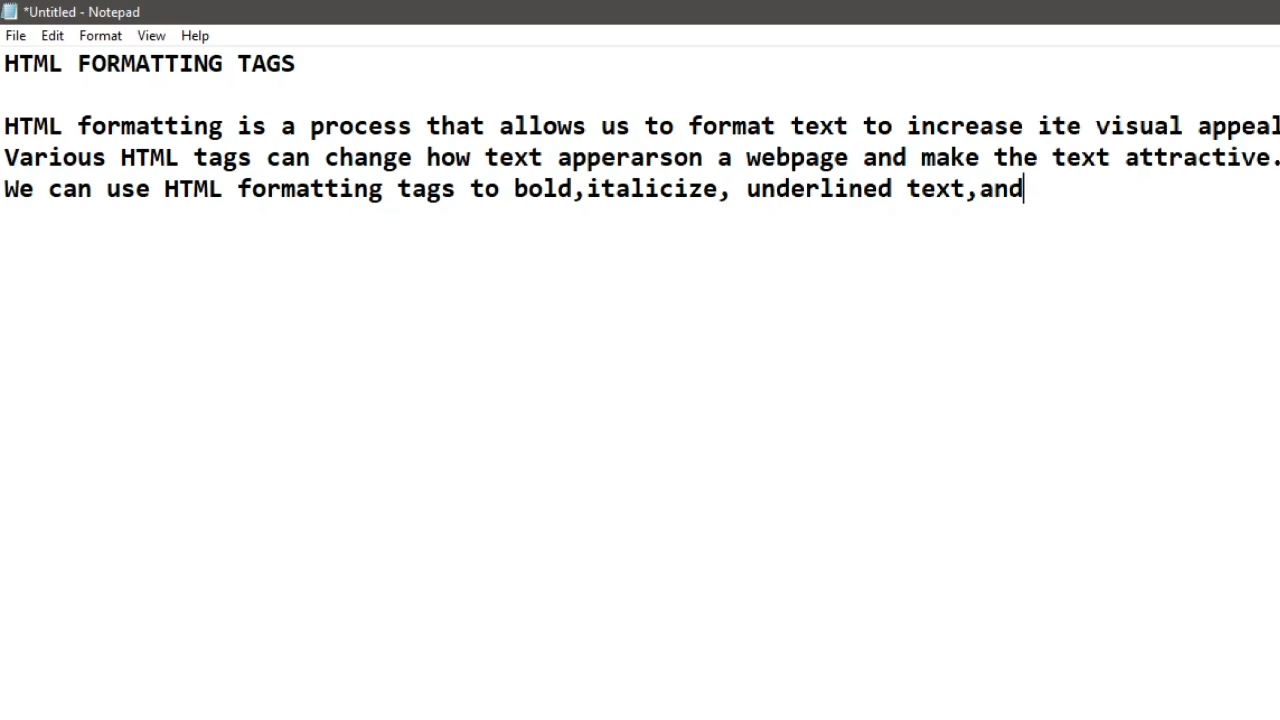 *Untitled - Notepad
File Edit Format View Help
HTML FORMATTING TAGS
HTML formatting is a process that allows us to format text to increase ite visual appeal
Various HTML tags can change how text apperarson a webpage and make the text attractive.
We can use HTML formatting tags to bold,italicize, underlined text,and